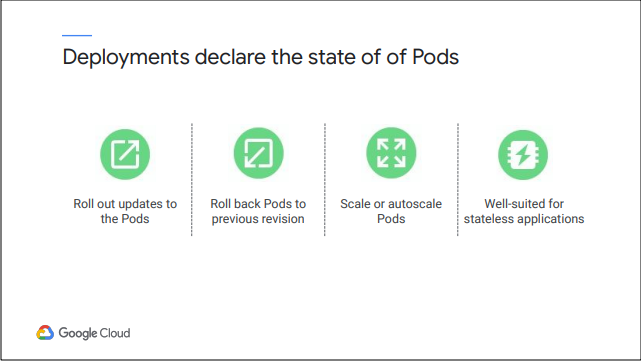 Deployments declare the state of of Pods
Roll out updates to
the Pods
Roll back Pods to
previous revision
Scale or autoscale
Pods
Well-suited for
stateless applications
Google Cloud